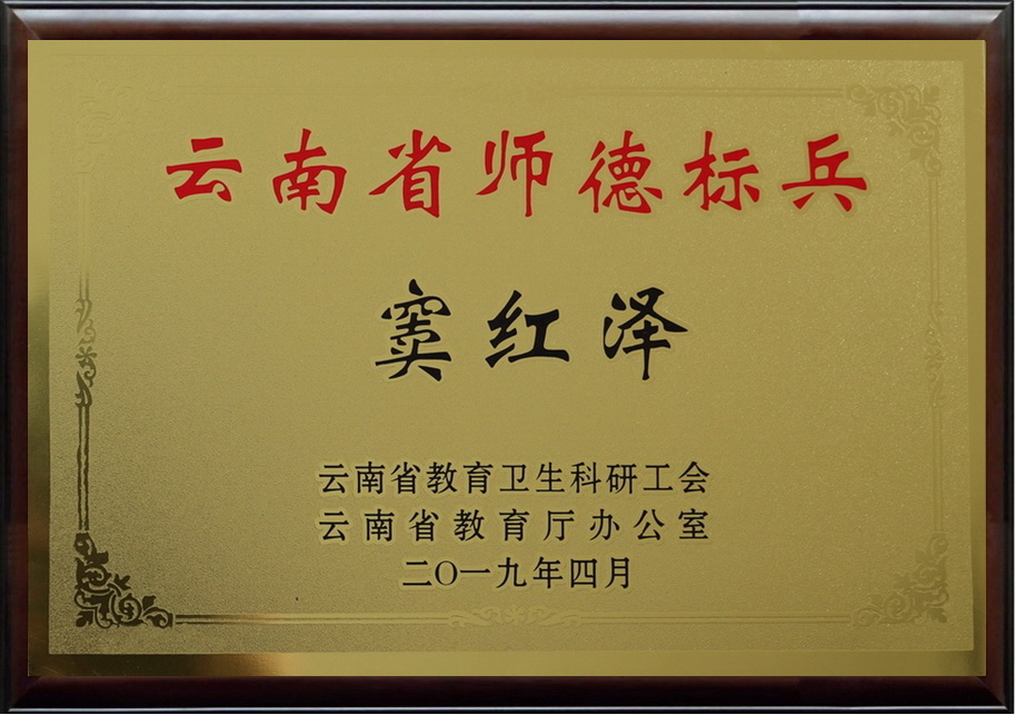 云南省师德标兵
窦红泽
云南省教育卫生科研工会
云南省教育厅办公室
二〇一九年四月